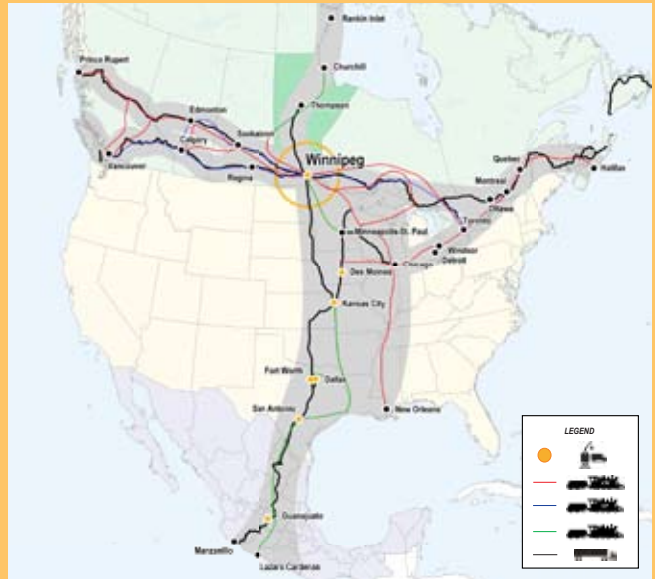 Rankin Inlet
Churchill
Prince Rupert
Thompson
Edmonton
Saskatoon
Calgary
Winnipeg
Vancouver
Regina
Quebec
Halifax
Montreal
Ottawa
Toronto
Minneapolis-St. Paul
Windsor
Detroit
Chicago
Des Moines
Kansas City
Fort Worth
Dallas
San Antonio
New Orleans
Guanajuato
Manzanillo
Lazaro Cardenas
LEGEND